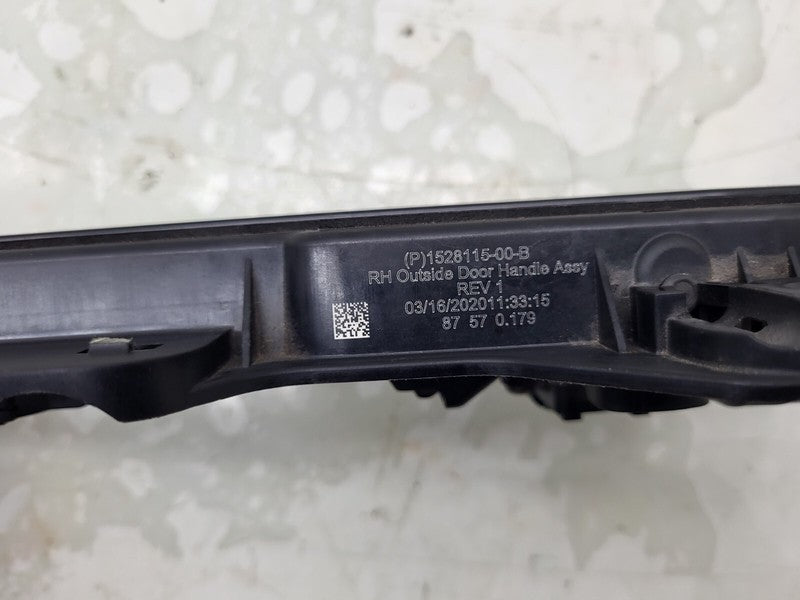 (P)1528115-00-B
RH Outside Door Handle Assy
REV 1
03/16/202011:33:15
87 57 0.179